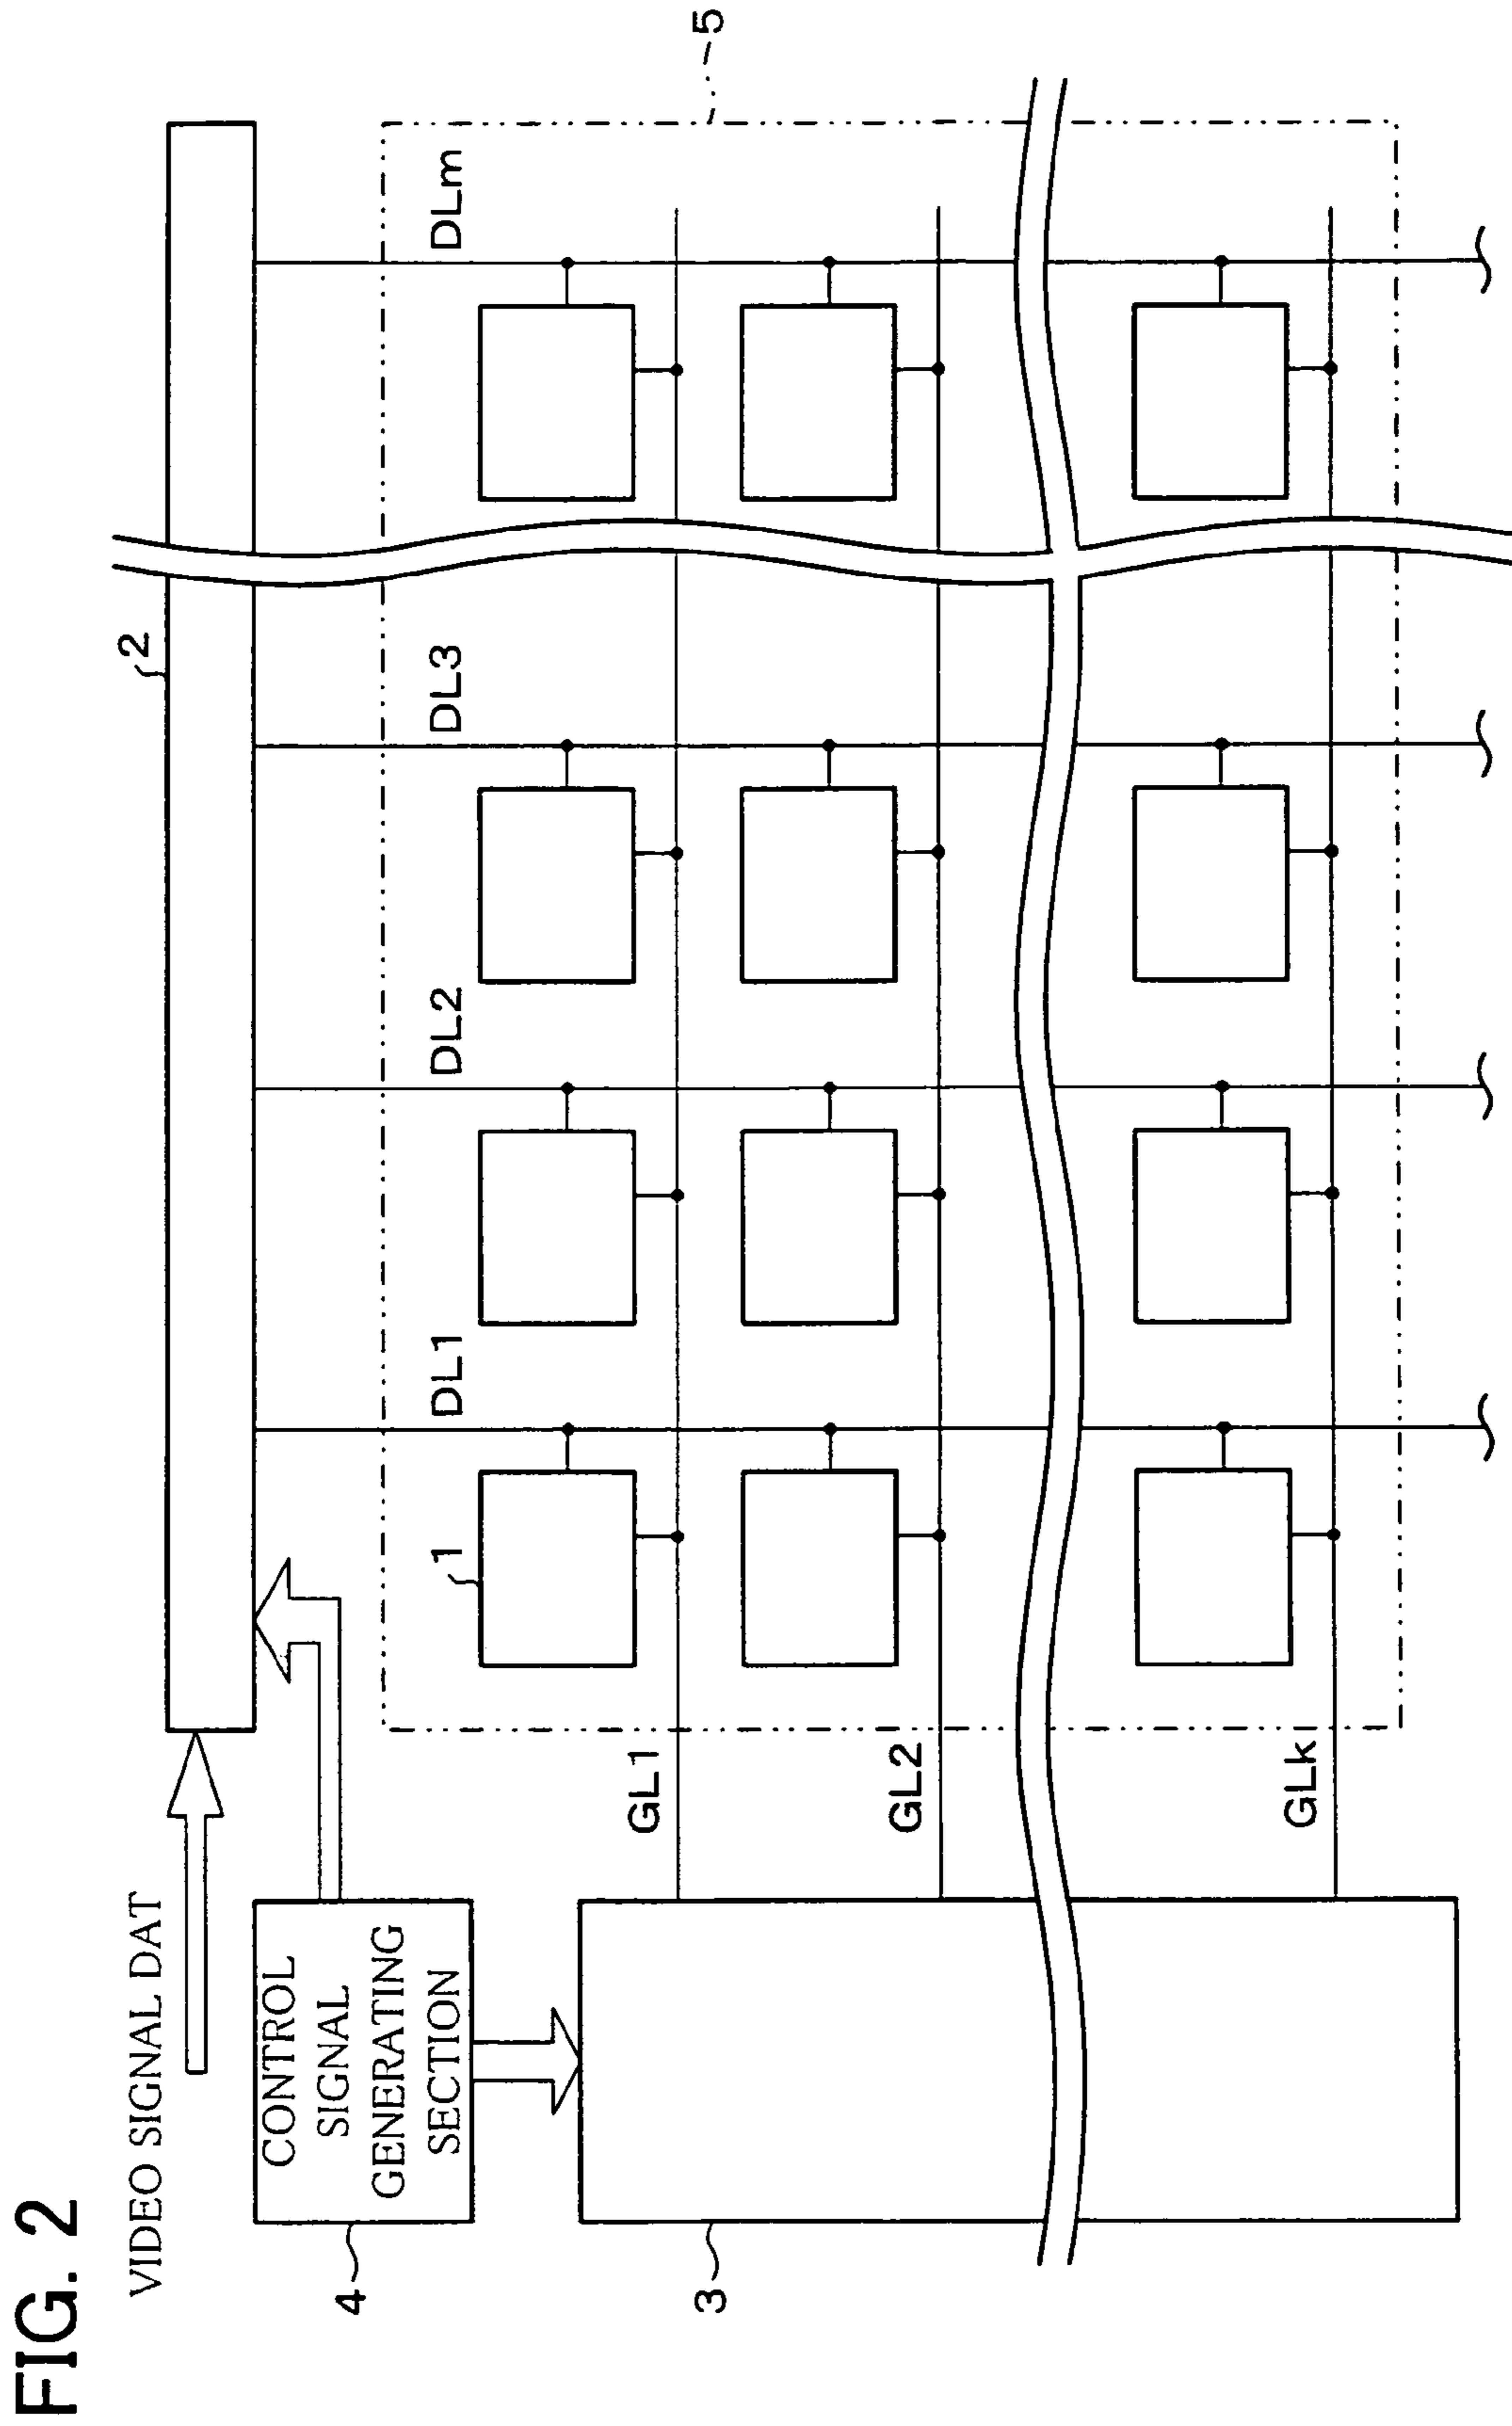 FIG. 2
VIDEO SIGNAL DAT
2
4
CONTROL
SIGNAL
GENERATING
SECTION
3
DL1
DL2
DL3
DLm
1
5
GL1
GL2
GLk